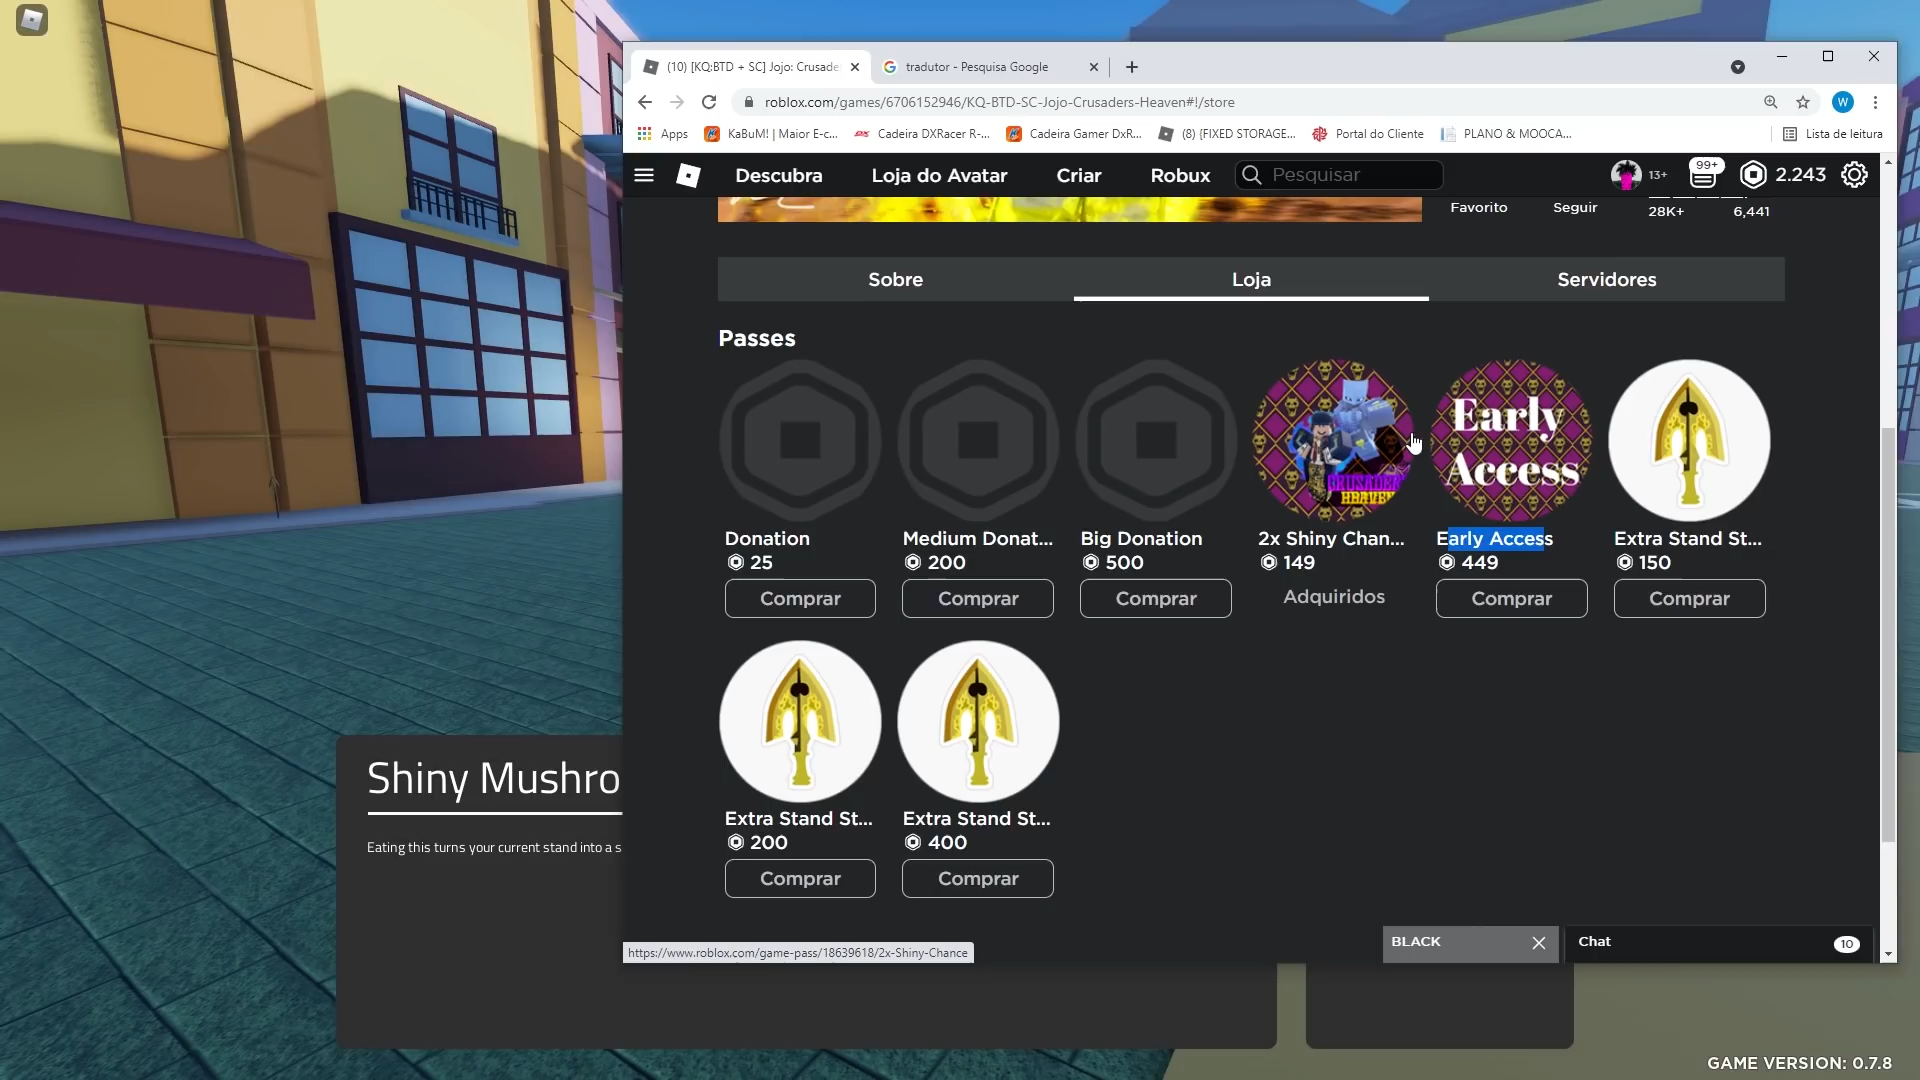 (10) [KQ:BTD + SC] Jojo: Crusade
tradutor - Pesquisa Google
roblox.com/games/6706152946/KQ-BTD-SC-Jojo-Crusaders-Heaven#!/store
W
Apps
KaBuM! | Maior E-c...
Cadeira DXRacer R-...
Cadeira Gamer DxR...
(8) {FIXED STORAGE...
Portal do Cliente
PLANO & MOOCA...
Lista de leitura
Descubra
Loja do Avatar
Criar
Robux
Pesquisar
13+
99+
2.243
Favorito
Seguir
28K+
6,441
Sobre
Loja
Servidores
Passes
CRUSADER
HEAVEN
Early
Access
Donation
Medium Donat...
Big Donation
2x Shiny Chan...
Early Access
Extra Stand St...
25
200
500
149
449
150
Comprar
Comprar
Comprar
Adquiridos
Comprar
Comprar
Extra Stand St...
Extra Stand St...
200
400
Comprar
Comprar
Shiny Mushro
Eating this turns your current stand into a s
https://www.roblox.com/game-pass/18639618/2x-Shiny-Chance
BLACK
Chat
10
GAME VERSION: 0.7.8